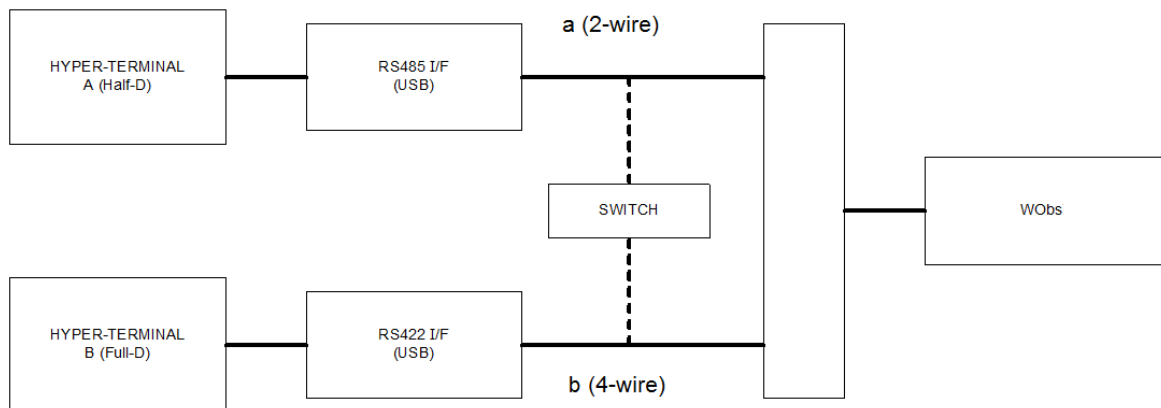 a (2-wire)
HYPER-TERMINAL
A (Half-D)
RS485 I/F
(USB)
SWITCH
WObs
HYPER-TERMINAL
B (Full-D)
RS422 I/F
(USB)
b (4-wire)